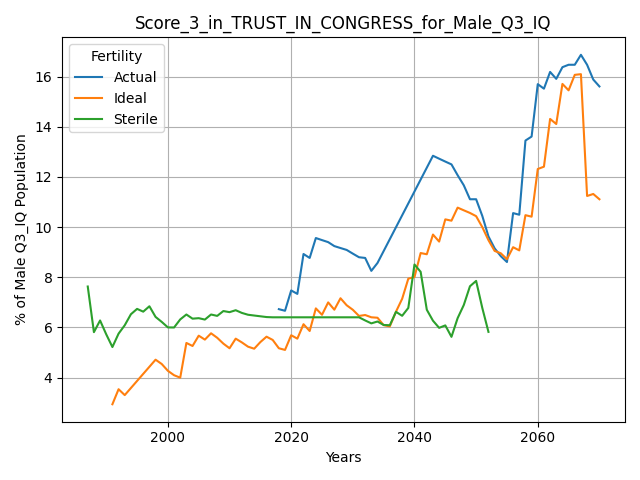 Score_3_in_TRUST_IN_CONGRESS_for_Male_Q3_IQ
Fertility
Actual
Ideal
Sterile
% of Male Q3_IQ Population
16
14
12
10
8
6
4
2000
2020
2040
2060
Years